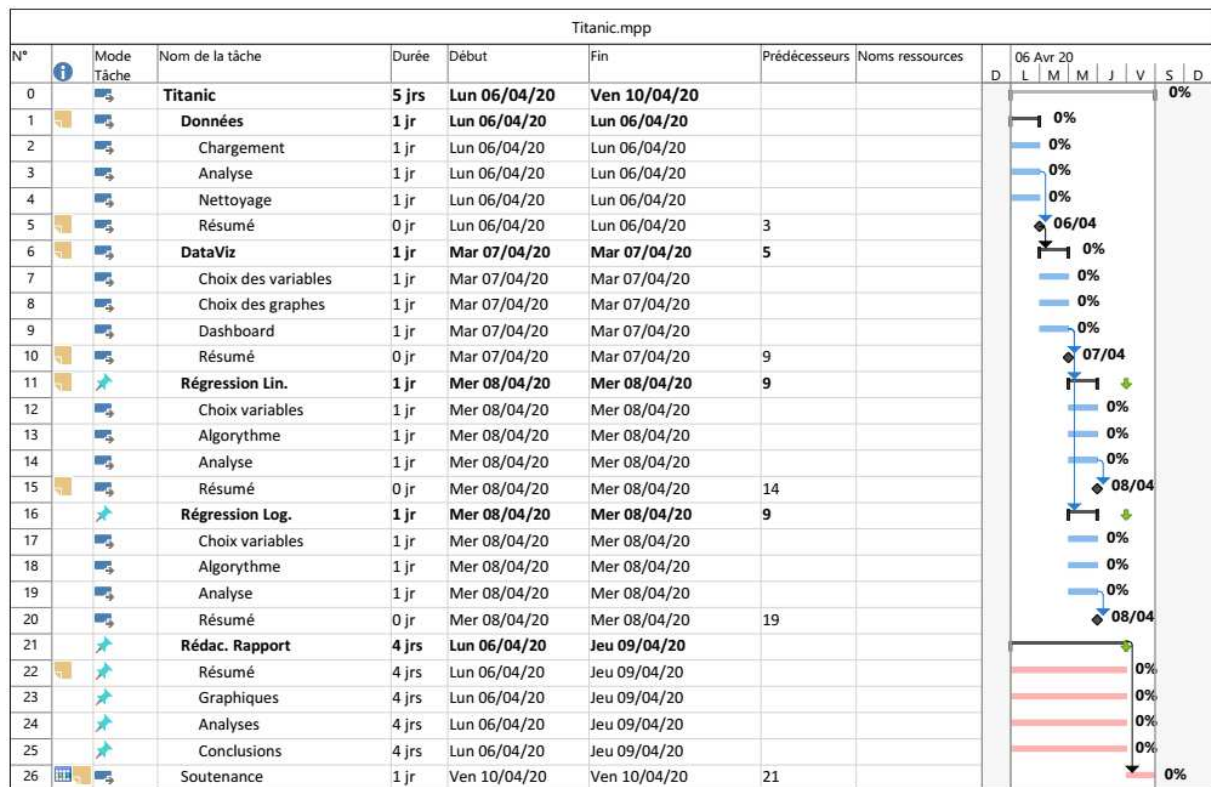 Titanic.mpp
N° Mode Tâche Nom de la tâche Durée Début Fin Prédécesseurs Noms ressources 06 Avr 20
D L M M J V S D
0 Titanic 5 jrs Lun 06/04/20 Ven 10/04/20 0%
1 Données 1 jr Lun 06/04/20 Lun 06/04/20 0%
2 Chargement 1 jr Lun 06/04/20 Lun 06/04/20 0%
3 Analyse 1 jr Lun 06/04/20 Lun 06/04/20 0%
4 Nettoyage 1 jr Lun 06/04/20 Lun 06/04/20 0%
5 Résumé 0 jr Lun 06/04/20 Lun 06/04/20 3 06/04
6 DataViz 1 jr Mar 07/04/20 Mar 07/04/20 5 0%
7 Choix des variables 1 jr Mar 07/04/20 Mar 07/04/20 0%
8 Choix des graphes 1 jr Mar 07/04/20 Mar 07/04/20 0%
9 Dashboard 1 jr Mar 07/04/20 Mar 07/04/20 0%
10 Résumé 0 jr Mar 07/04/20 Mar 07/04/20 9 07/04
11 Régression Lin. 1 jr Mer 08/04/20 Mer 08/04/20 9
12 Choix variables 1 jr Mer 08/04/20 Mer 08/04/20 0%
13 Algorythme 1 jr Mer 08/04/20 Mer 08/04/20 0%
14 Analyse 1 jr Mer 08/04/20 Mer 08/04/20 0%
15 Résumé 0 jr Mer 08/04/20 Mer 08/04/20 14 08/04
16 Régression Log. 1 jr Mer 08/04/20 Mer 08/04/20 9
17 Choix variables 1 jr Mer 08/04/20 Mer 08/04/20 0%
18 Algorythme 1 jr Mer 08/04/20 Mer 08/04/20 0%
19 Analyse 1 jr Mer 08/04/20 Mer 08/04/20 0%
20 Résumé 0 jr Mer 08/04/20 Mer 08/04/20 19 08/04
21 Rédac. Rapport 4 jrs Lun 06/04/20 Jeu 09/04/20
22 Résumé 4 jrs Lun 06/04/20 Jeu 09/04/20 0%
23 Graphiques 4 jrs Lun 06/04/20 Jeu 09/04/20 0%
24 Analyses 4 jrs Lun 06/04/20 Jeu 09/04/20 0%
25 Conclusions 4 jrs Lun 06/04/20 Jeu 09/04/20 0%
26 Soutenance 1 jr Ven 10/04/20 Ven 10/04/20 21 0%